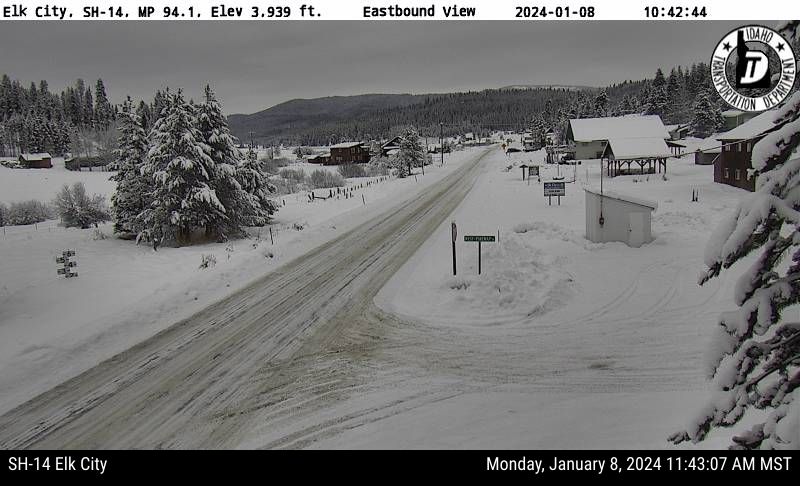 Elk City, SH-14, MP 94.1, Elev 3,939 ft. Eastbound View 2024-01-08 10:42:44
IDAHO
TRANSPORTATION DEPARTMENT
SH-14 Elk City Monday, January 8, 2024 11:43:07 AM MST